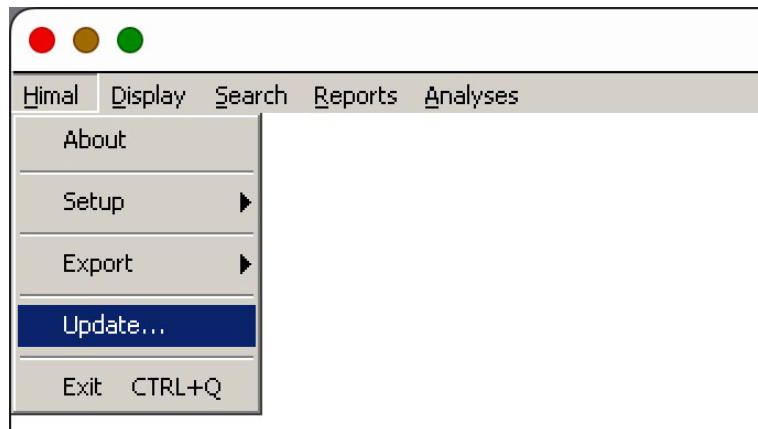 Himal Display Search Reports Analyses
About
Setup
Export
Update...
Exit CTRL+Q